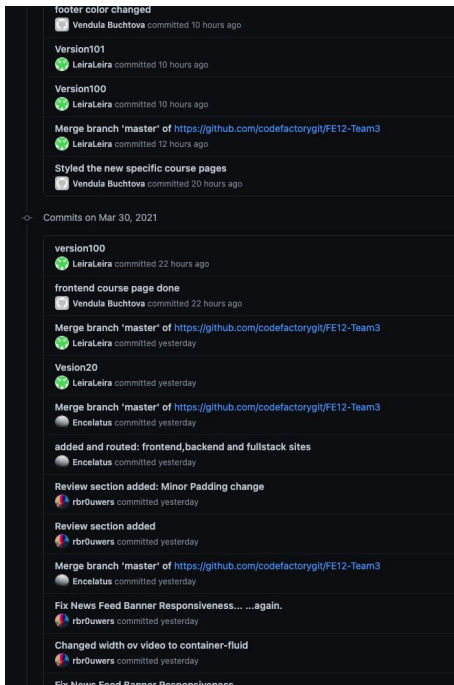 footer color changed
Vendula Buchtova committed 10 hours ago
Version101
LeiraLeira committed 10 hours ago
Version100
LeiraLeira committed 10 hours ago
Merge branch 'master' of https://github.com/codefactorygit/FE12-Team3
LeiraLeira committed 12 hours ago
Styled the new specific course pages
Vendula Buchtova committed 20 hours ago
Commits on Mar 30, 2021
version100
LeiraLeira committed 22 hours ago
frontend course page done
Vendula Buchtova committed 22 hours ago
Merge branch 'master' of https://github.com/codefactorygit/FE12-Team3
LeiraLeira committed yesterday
Vesion20
LeiraLeira committed yesterday
Merge branch 'master' of https://github.com/codefactorygit/FE12-Team3
Encelatus committed yesterday
added and routed: frontend,backend and fullstack sites
Encelatus committed yesterday
Review section added: Minor Padding change
rbr0uwers committed yesterday
Review section added
rbr0uwers committed yesterday
Merge branch 'master' of https://github.com/codefactorygit/FE12-Team3
Encelatus committed yesterday
Fix News Feed Banner Responsiveness... ...again.
rbr0uwers committed yesterday
Changed width ov video to container-fluid
rbr0uwers committed yesterday
Fix News Feed Banner Responsiveness